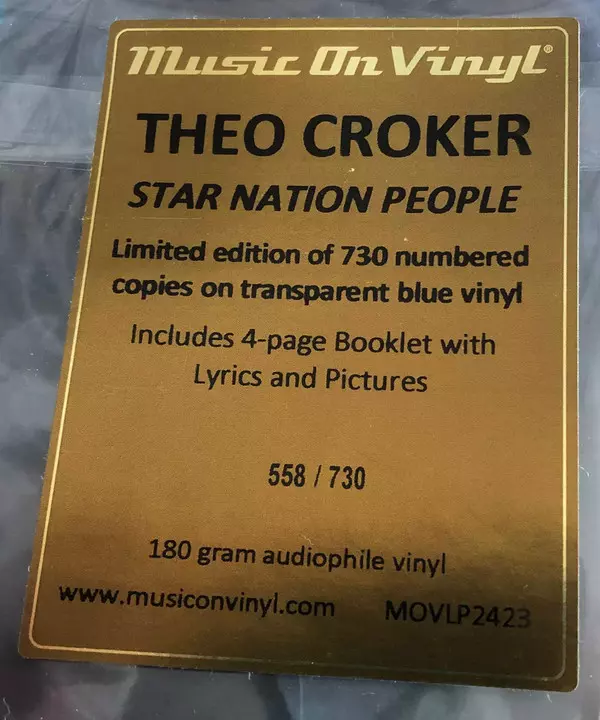 Music On Vinyl®
THEO CROKER
STAR NATION PEOPLE
Limited edition of 730 numbered
copies on transparent blue vinyl
Includes 4-page Booklet with
Lyrics and Pictures
558 / 730
180 gram audiophile vinyl
www.musiconvinyl.com MOVLP2423